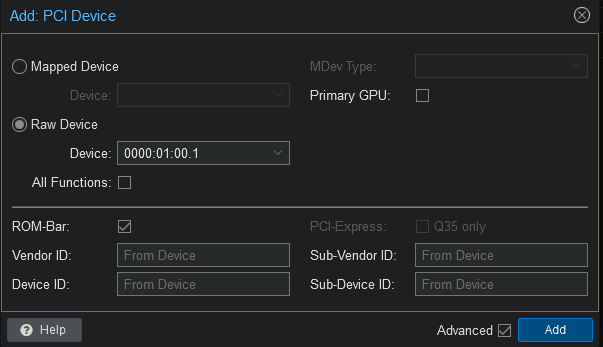 Add: PCI Device
Mapped Device
MDev Type:
Device:
Primary GPU:
Raw Device
Device: 0000:01:00.1
All Functions:
ROM-Bar:
PCI-Express: Q35 only
Vendor ID: From Device
Sub-Vendor ID: From Device
Device ID: From Device
Sub-Device ID: From Device
? Help
Advanced
Add